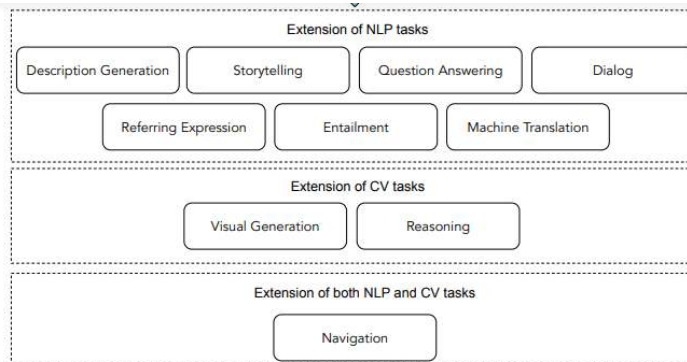 Extension of NLP tasks
Description Generation Storytelling Question Answering Dialog
Referring Expression Entailment Machine Translation
Extension of CV tasks
Visual Generation Reasoning
Extension of both NLP and CV tasks
Navigation